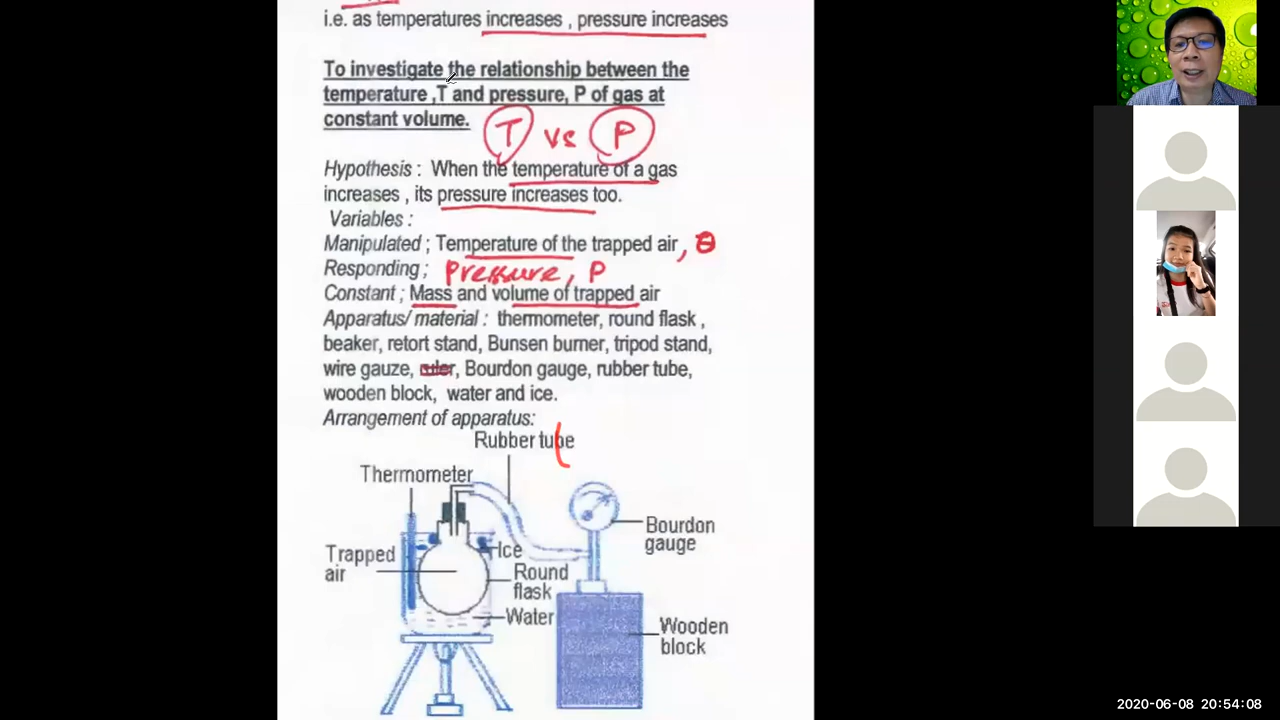 i.e. as temperatures increases , pressure increases
To investigate the relationship between the
temperature ,T and pressure, P of gas at
constant volume.
T vs P
Hypothesis : When the temperature of a gas
increases , its pressure increases too.
Variables :
Manipulated ; Temperature of the trapped air, θ
Responding ; Pressure, P
Constant ; Mass and volume of trapped air
Apparatus/ material : thermometer, round flask ,
beaker, retort stand, Bunsen burner, tripod stand,
wire gauze, ruler, Bourdon gauge, rubber tube,
wooden block, water and ice.
Arrangement of apparatus:
Rubber tube
Thermometer
Bourdon
gauge
Trapped
air
Ice
Round
flask
Water
Wooden
block
2020-06-08 20:54:08